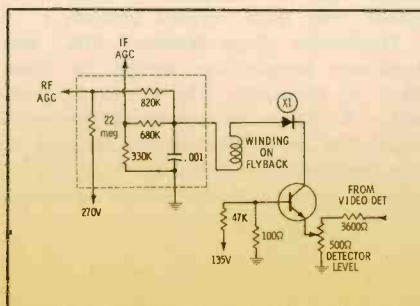 IF
AGC
RF
AGC
820K
22
meg
680K
330K
.001
270V
X1
WINDING
ON
FLYBACK
47K
100Ω
135V
FROM
VIDEO DET
3600Ω
500Ω
DETECTOR
LEVEL